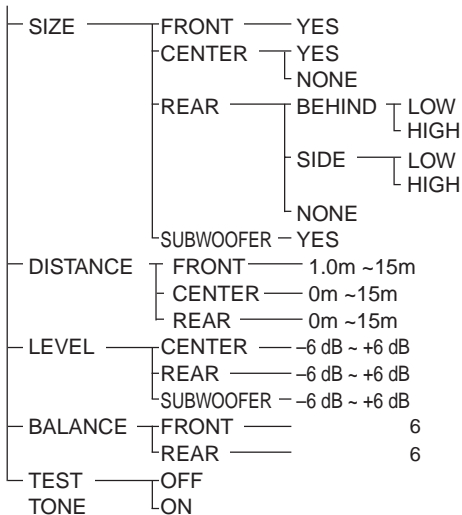 SIZE FRONT YES
CENTER YES
NONE
REAR BEHIND LOW
HIGH
SIDE LOW
HIGH
NONE
SUBWOOFER YES
DISTANCE FRONT 1.0m ~15m
CENTER 0m ~15m
REAR 0m ~15m
LEVEL CENTER –6 dB ~ +6 dB
REAR –6 dB ~ +6 dB
SUBWOOFER –6 dB ~ +6 dB
BALANCE FRONT 6
REAR 6
TEST OFF
TONE ON